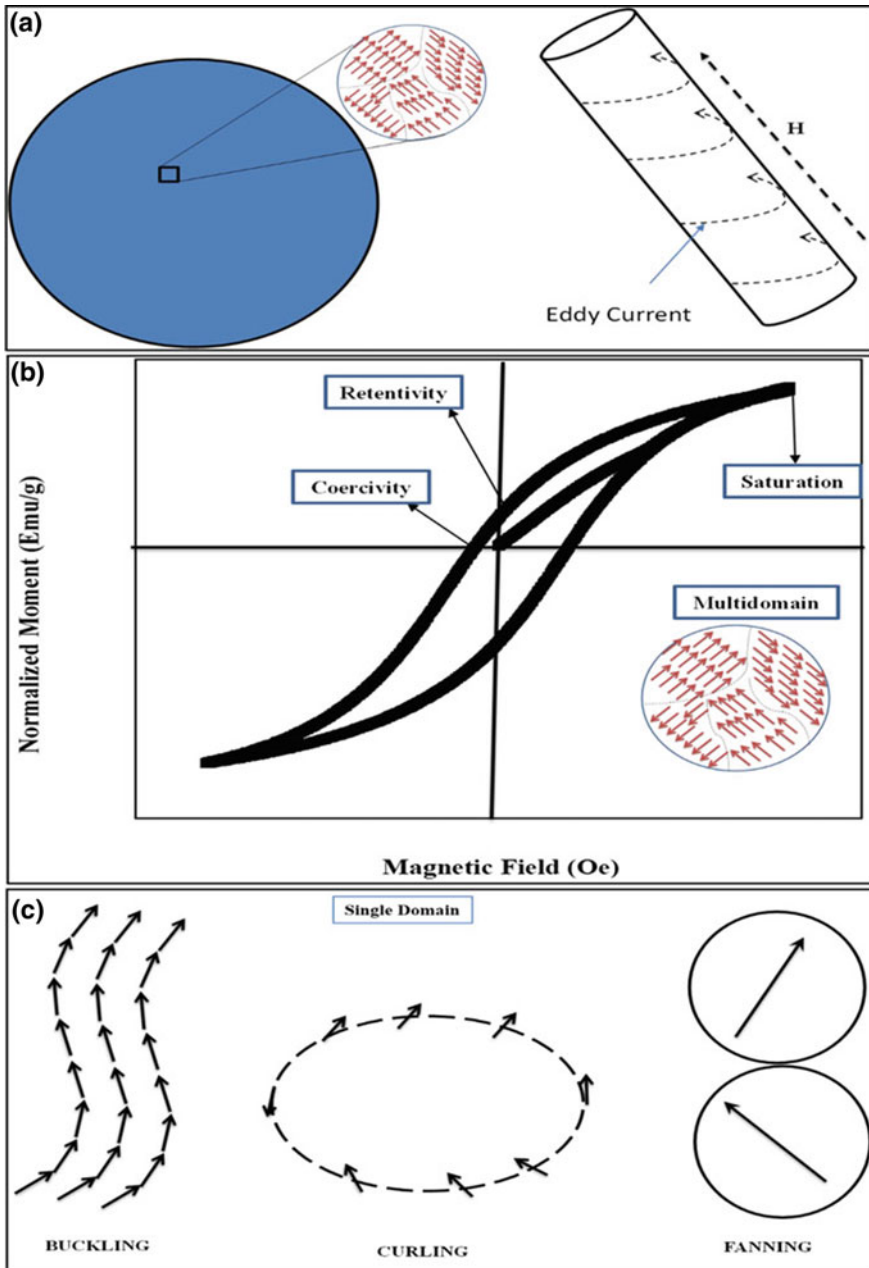 (a)
H
Eddy Current
(b)
Retentivity
Coercivity
Saturation
Multidomain
Normalized Moment (Emu/g)
Magnetic Field (Oe)
(c)
Single Domain
BUCKLING
CURLING
FANNING